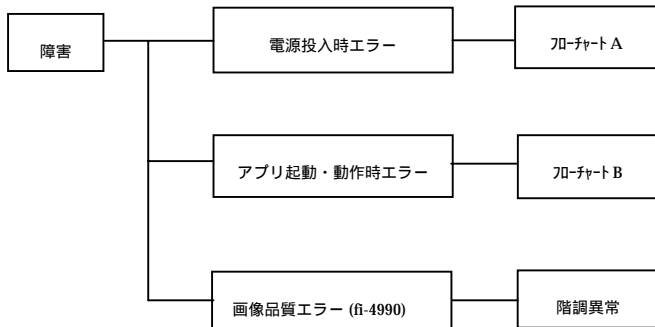 障害
電源投入時エラー
ﾌﾛｰﾁｬｰﾄ A
アプリ起動・動作時エラー
ﾌﾛｰﾁｬｰﾄ B
画像品質エラー (fi-4990)
階調異常